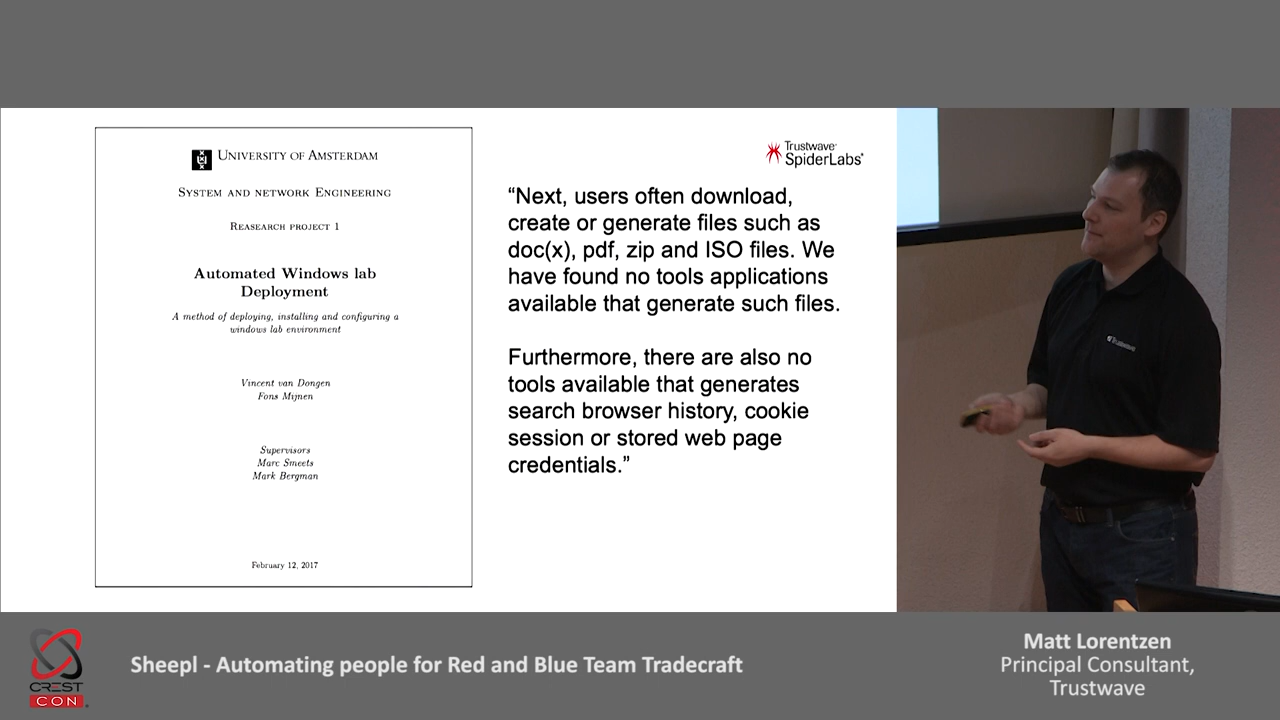 UNIVERSITY OF AMSTERDAM
SYSTEM AND NETWORK ENGINEERING
REASEARCH PROJECT 1
Automated Windows lab
Deployment
A method of deploying, installing and configuring a
windows lab environment
Vincent van Dongen
Fons Mijnen
Supervisors
Marc Smeets
Mark Bergman
February 12, 2017
Trustwave
SpiderLabs®
“Next, users often download,
create or generate files such as
doc(x), pdf, zip and ISO files. We
have found no tools applications
available that generate such files.
Furthermore, there are also no
tools available that generates
search browser history, cookie
session or stored web page
credentials.”
Trustwave
CREST
CON
Sheepl - Automating people for Red and Blue Team Tradecraft
Matt Lorentzen
Principal Consultant,
Trustwave